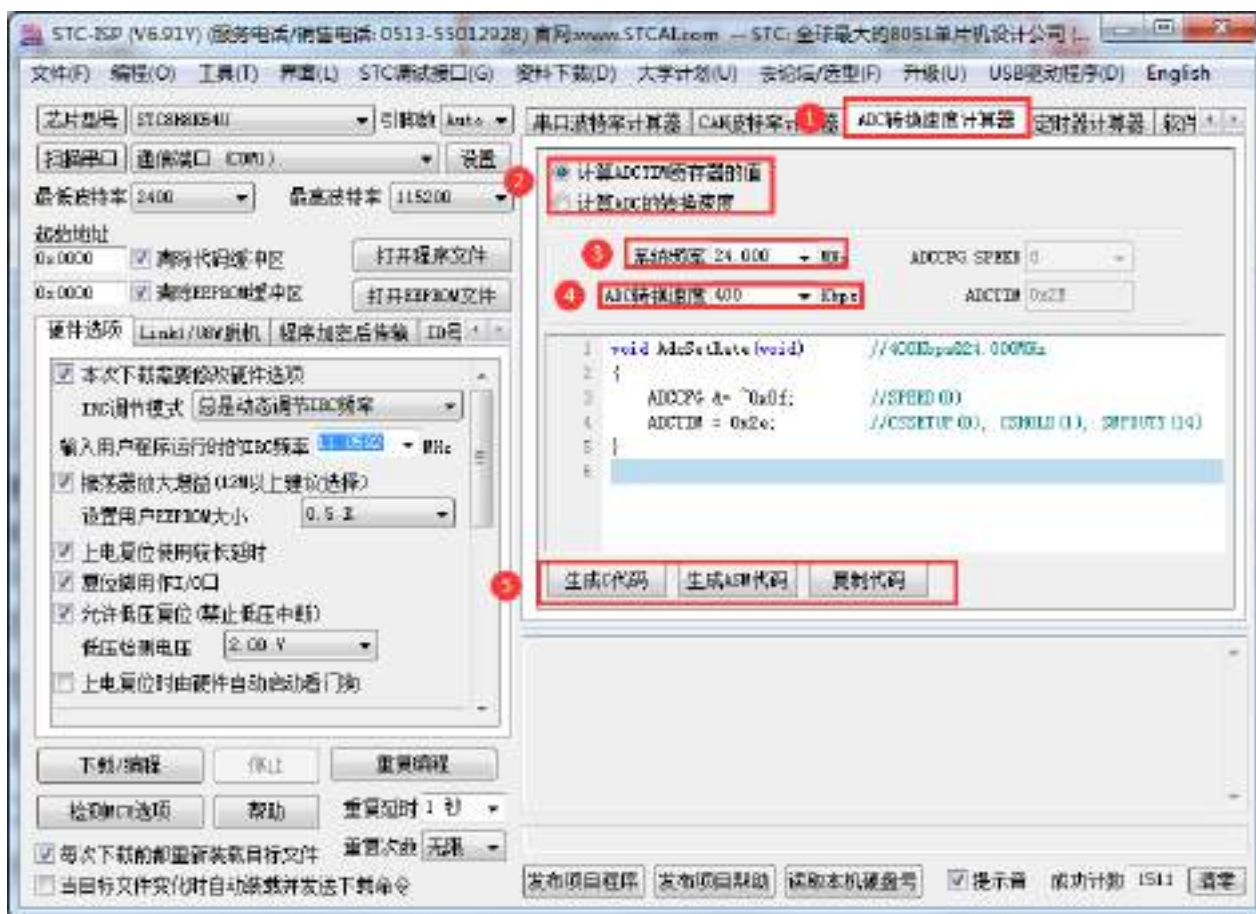 STC-ISP (V6.91Y) (服务电话/销售电话: 0513-55012928) 官网:www.STCAI.com --STC: 全球最大的8051单片机设计公司
文件(F) 编程(O) 工具(T) 界面(L) STC测试接口(G) 资料下载(D) 大学计划(U) 去论坛/选型(F) 升级(U) USB驱动程序(D) English
芯片型号 STC8H8K64U 引脚数 Auto
扫描串口 通信端口 (COM1) 设置
最低波特率 2400 最高波特率 115200
起始地址
0x0000 清除代码缓冲区 打开程序文件
0x0000 清除EEPROM缓冲区 打开EEPROM文件
硬件选项 Link1/U8W脱机 程序加密后传输 ID号
本次下载需要修改硬件选项
IRC调节模式 总是动态调节IRC频率
输入用户程序运行时的IRC频率 MHz
振荡器放大增益(12M以上建议选择)
设置用户EEPROM大小 0.5 K
上电复位使用较长延时
复位脚用作I/O口
允许低压复位(禁止低压中断)
低压检测电压 2.00 V
上电复位时由硬件自动启动看门狗
下载/编程 停止 重复编程
检测MCU选项 帮助 重复延时 1 秒
重复次数 无限
每次下载前都重新装载目标文件
当目标文件变化时自动装载并发送下载命令
串口波特率计算器 CAN波特率计算器 1 ADC转换速度计算器 定时器计算器 软件
2 计算ADCTIM寄存器的值
计算ADC的转换速度
3 系统频率 24.000 MHz ADCCFG SPEED 0
4 ADC转换速度 400 Kbps ADCTIM 0x2E
1 void AdcSetRate(void) //400Kbps@24.000MHz
2 {
3 ADCCFG &= ~0x0f; //SPEED(0)
4 ADCTIM = 0x2e; //CSSETUP(0), CSHOLD(1), SMPDUTY(14)
5 }
6
5 生成C代码 生成ASM代码 复制代码
发布项目程序 发布项目帮助 读取本机硬盘号 提示音 成功计数 1511 清零